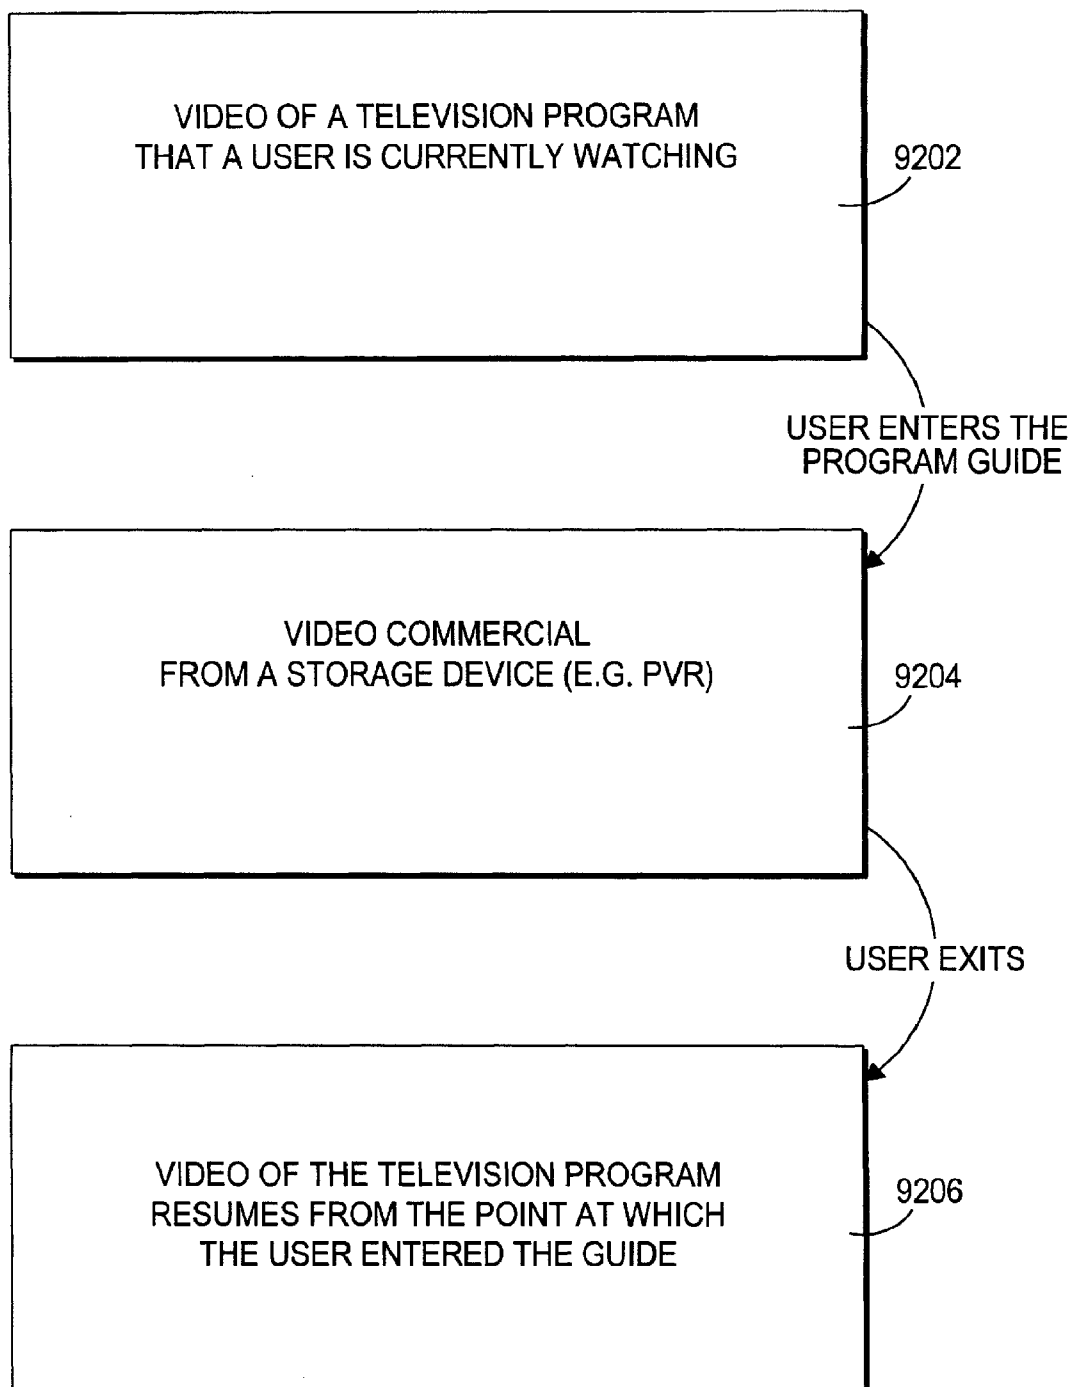 VIDEO OF A TELEVISION PROGRAM
THAT A USER IS CURRENTLY WATCHING
9202
USER ENTERS THE
PROGRAM GUIDE
VIDEO COMMERCIAL
FROM A STORAGE DEVICE (E.G. PVR)
9204
USER EXITS
VIDEO OF THE TELEVISION PROGRAM
RESUMES FROM THE POINT AT WHICH
THE USER ENTERED THE GUIDE
9206